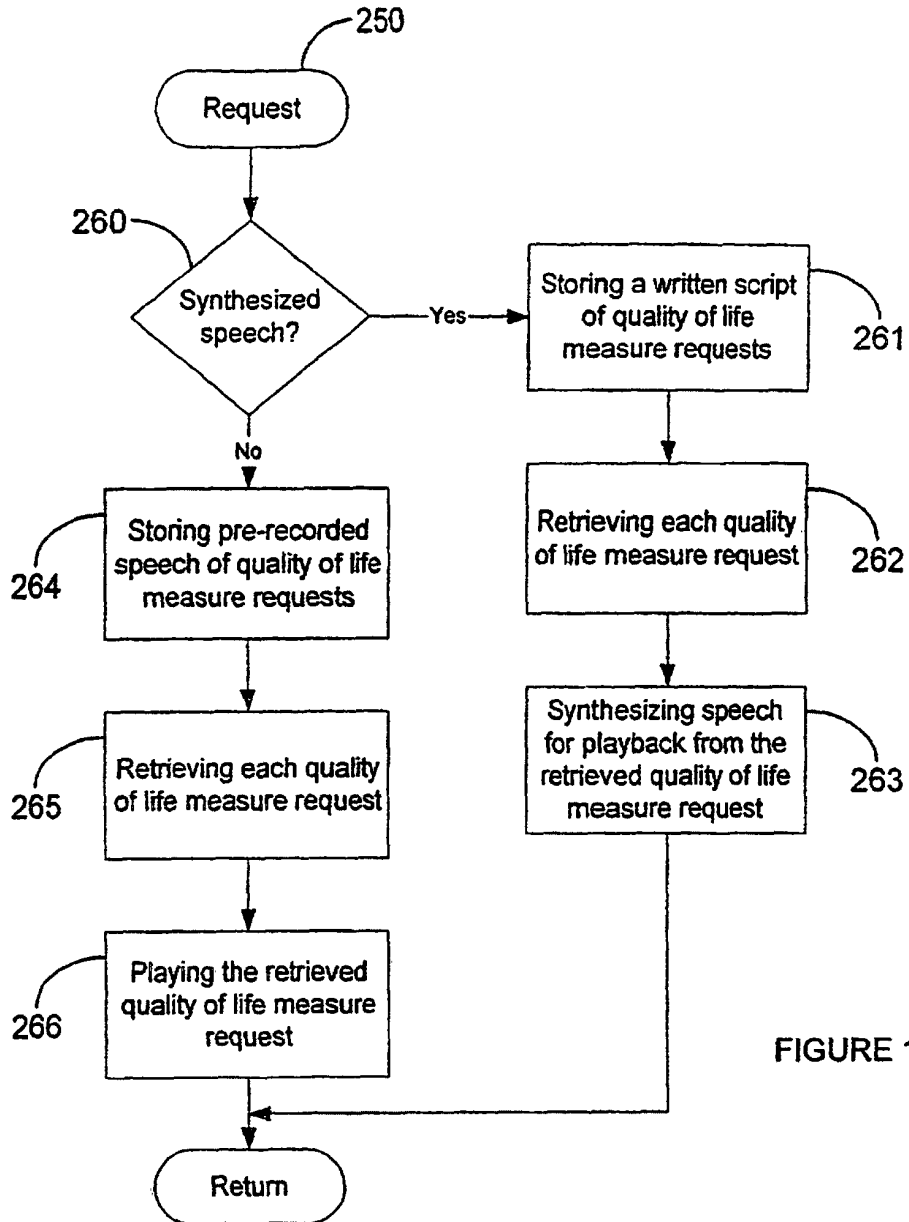 250
Request
260
Synthesized
speech?
Yes
No
Storing a written script
of quality of life
measure requests
261
Retrieving each quality
of life measure request
262
Synthesizing speech
for playback from the
retrieved quality of life
measure request
263
Storing pre-recorded
speech of quality of life
measure requests
264
Retrieving each quality
of life measure request
265
Playing the retrieved
quality of life measure
request
266
FIGURE
Return